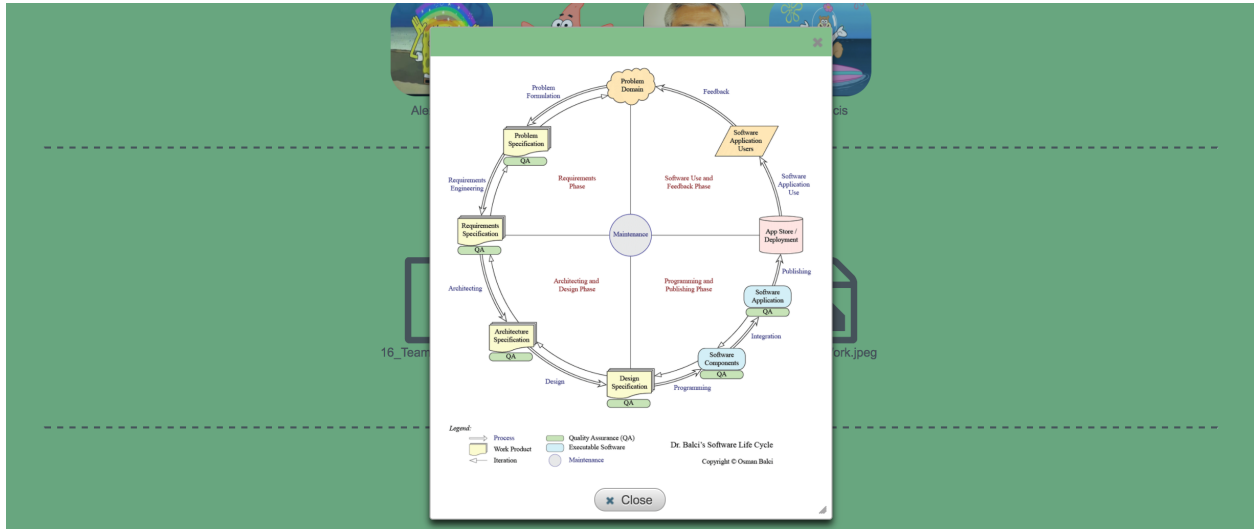 Ale
cis
Problem
Domain
Problem
Formulation
Feedback
Problem
Specification
QA
Software
Application
Users
Requirements
Engineering
Requirements
Phase
Software Use and
Feedback Phase
Software
Application
Use
Requirements
Specification
QA
Maintenance
App Store /
Deployment
Architecting
Architecting and
Design Phase
Programming and
Publishing Phase
Publishing
Software
Application
QA
Architecture
Specification
QA
Integration
Software
Components
QA
Design
Design
Specification
QA
Programming
16_Team
ork.jpeg
Legend:
Process
Work Product
Iteration
Quality Assurance (QA)
Executable Software
Maintenance
Dr. Balci's Software Life Cycle
Copyright © Osman Balci
Close